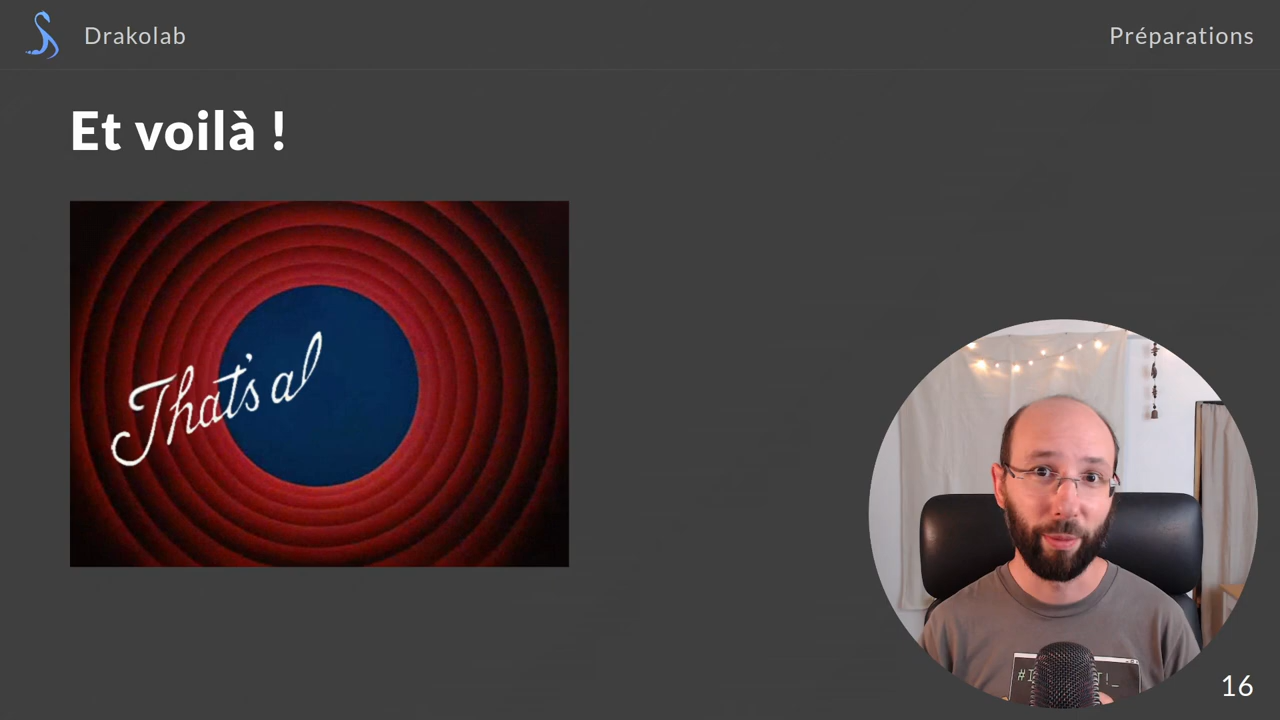 Drakolab
Préparations
Et voilà !
That's al
16